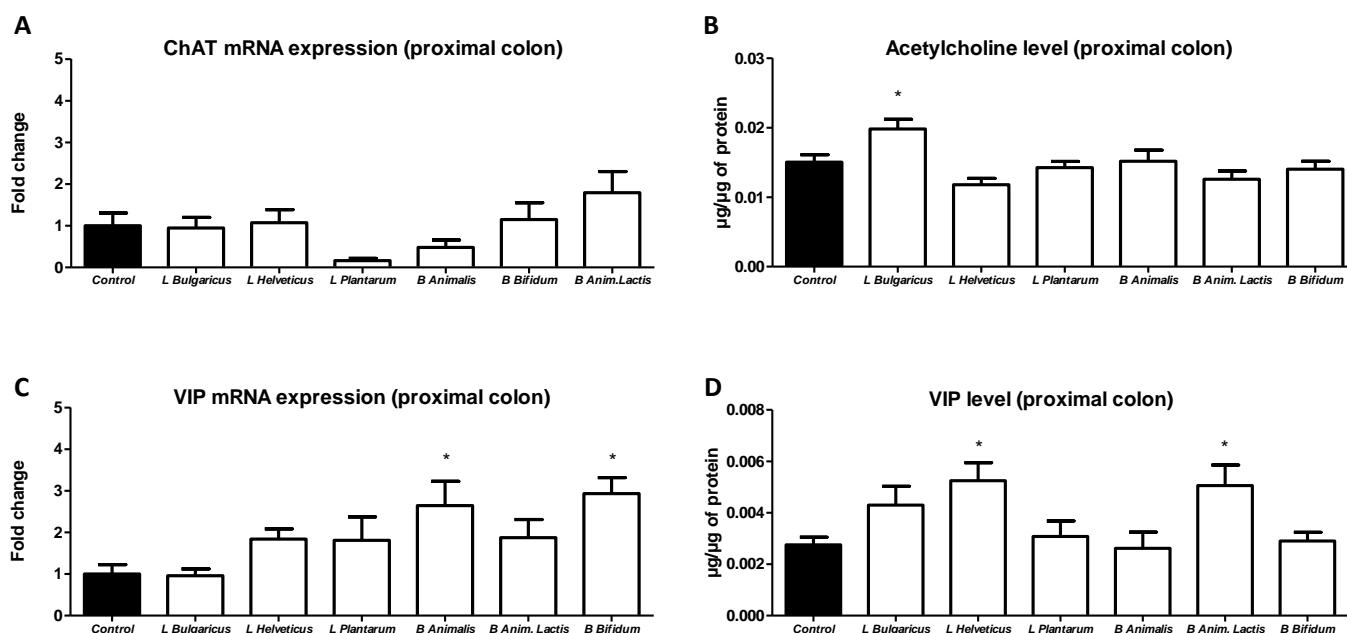 A
ChAT mRNA expression (proximal colon)
Fold change
5
4
3
2
1
0
Control L Bulgaricus L Helveticus L Plantarum B Animalis B Bifidum B Anim.Lactis
B
Acetylcholine level (proximal colon)
µg/µg of protein
0.03
0.02
0.01
0.00
*
Control L Bulgaricus L Helveticus L Plantarum B Animalis B Anim. Lactis B Bifidum
C
VIP mRNA expression (proximal colon)
Fold change
5
4
3
2
1
0
* *
Control L Bulgaricus L Helveticus L Plantarum B Animalis B Anim. Lactis B Bifidum
D
VIP level (proximal colon)
µg/µg of protein
0.008
0.006
0.004
0.002
0.000
* *
Control L Bulgaricus L Helveticus L Plantarum B Animalis B Anim. Lactis B Bifidum